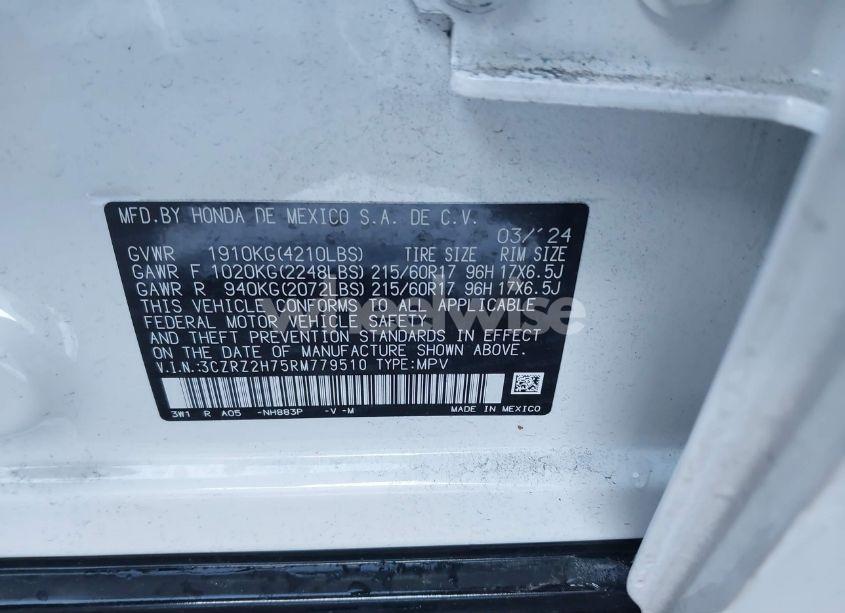 MFD.BY HONDA DE MEXICO S.A. DE C.V.
03/'24
GVWR 1910KG(4210LBS) TIRE SIZE RIM SIZE
GAWR F 1020KG(2248LBS) 215/60R17 96H 17X6.5J
GAWR R 940KG(2072LBS) 215/60R17 96H 17X6.5J
THIS VEHICLE CONFORMS TO ALL APPLICABLE
FEDERAL MOTOR VEHICLE SAFETY
AND THEFT PREVENTION STANDARDS IN EFFECT
ON THE DATE OF MANUFACTURE SHOWN ABOVE.
V.I.N.:3CZRZ2H75RM779510 TYPE:MPV
3W1 R A05 -NH883P -V -M MADE IN MEXICO
wheelwise